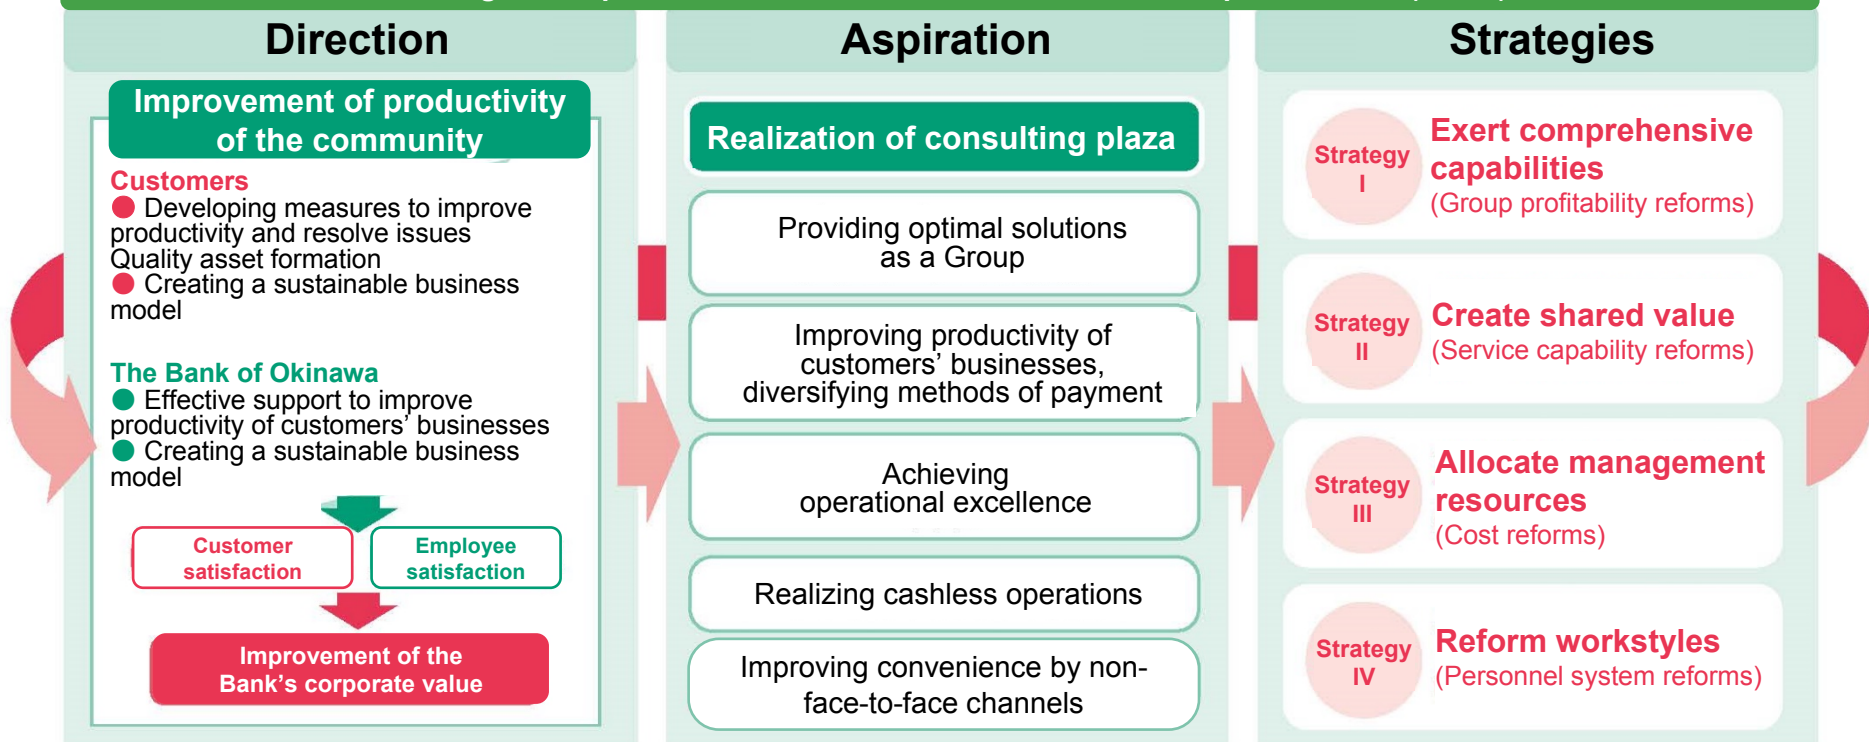 Direction
Improvement of productivity
of the community
Customers
● Developing measures to improve
productivity and resolve issues
Quality asset formation
● Creating a sustainable business
model
The Bank of Okinawa
● Effective support to improve
productivity of customers’ businesses
● Creating a sustainable business
model
Customer
satisfaction
Employee
satisfaction
Improvement of the
Bank’s corporate value
Aspiration
Realization of consulting plaza
Providing optimal solutions
as a Group
Improving productivity of
customers’ businesses,
diversifying methods of payment
Achieving
operational excellence
Realizing cashless operations
Improving convenience by non-
face-to-face channels
Strategies
Strategy
I
Exert comprehensive
capabilities
(Group profitability reforms)
Strategy
II
Create shared value
(Service capability reforms)
Strategy
III
Allocate management
resources
(Cost reforms)
Strategy
IV
Reform workstyles
(Personnel system reforms)